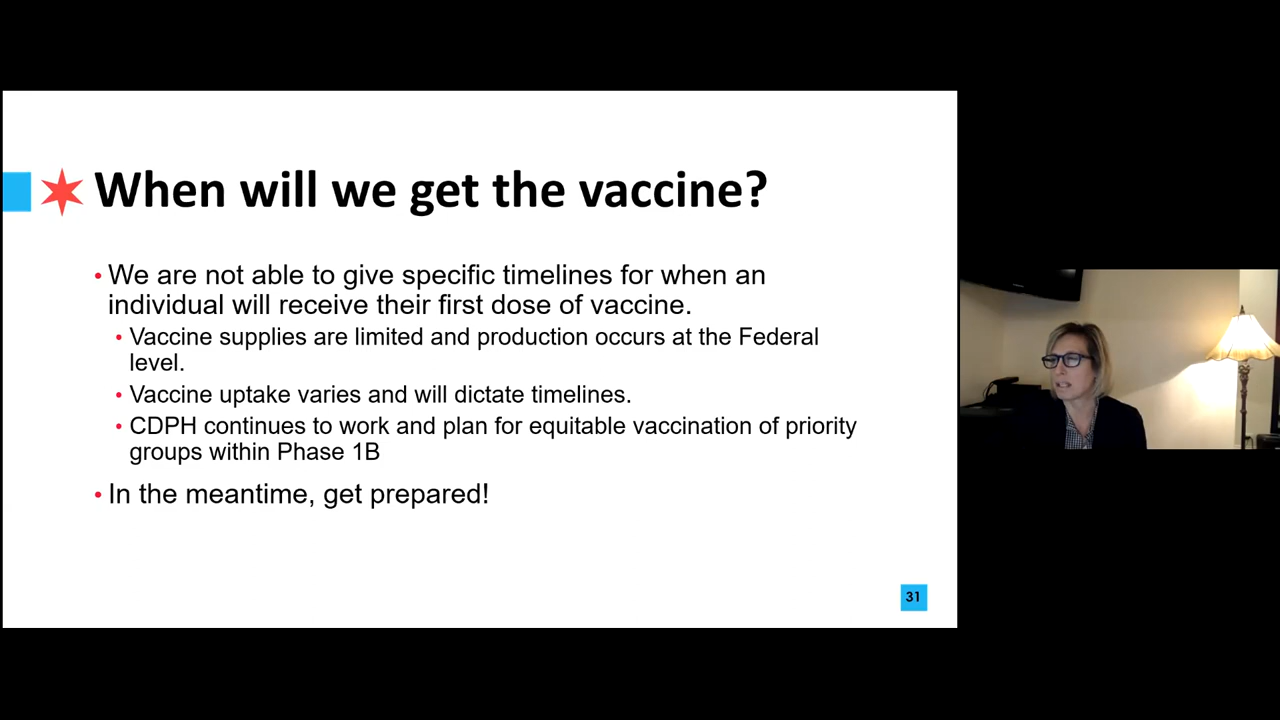 When will we get the vaccine?
• We are not able to give specific timelines for when an
individual will receive their first dose of vaccine.
• Vaccine supplies are limited and production occurs at the Federal
level.
• Vaccine uptake varies and will dictate timelines.
• CDPH continues to work and plan for equitable vaccination of priority
groups within Phase 1B
• In the meantime, get prepared!
31